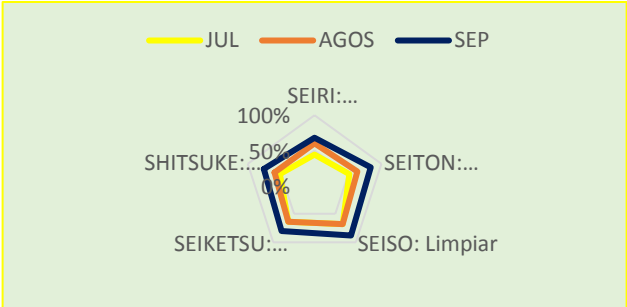 JUL AGOS SEP
SEIRI:...
100%
50%
SHITSUKE:... SEITON:...
0%
SEIKETSU:... SEISO: Limpiar